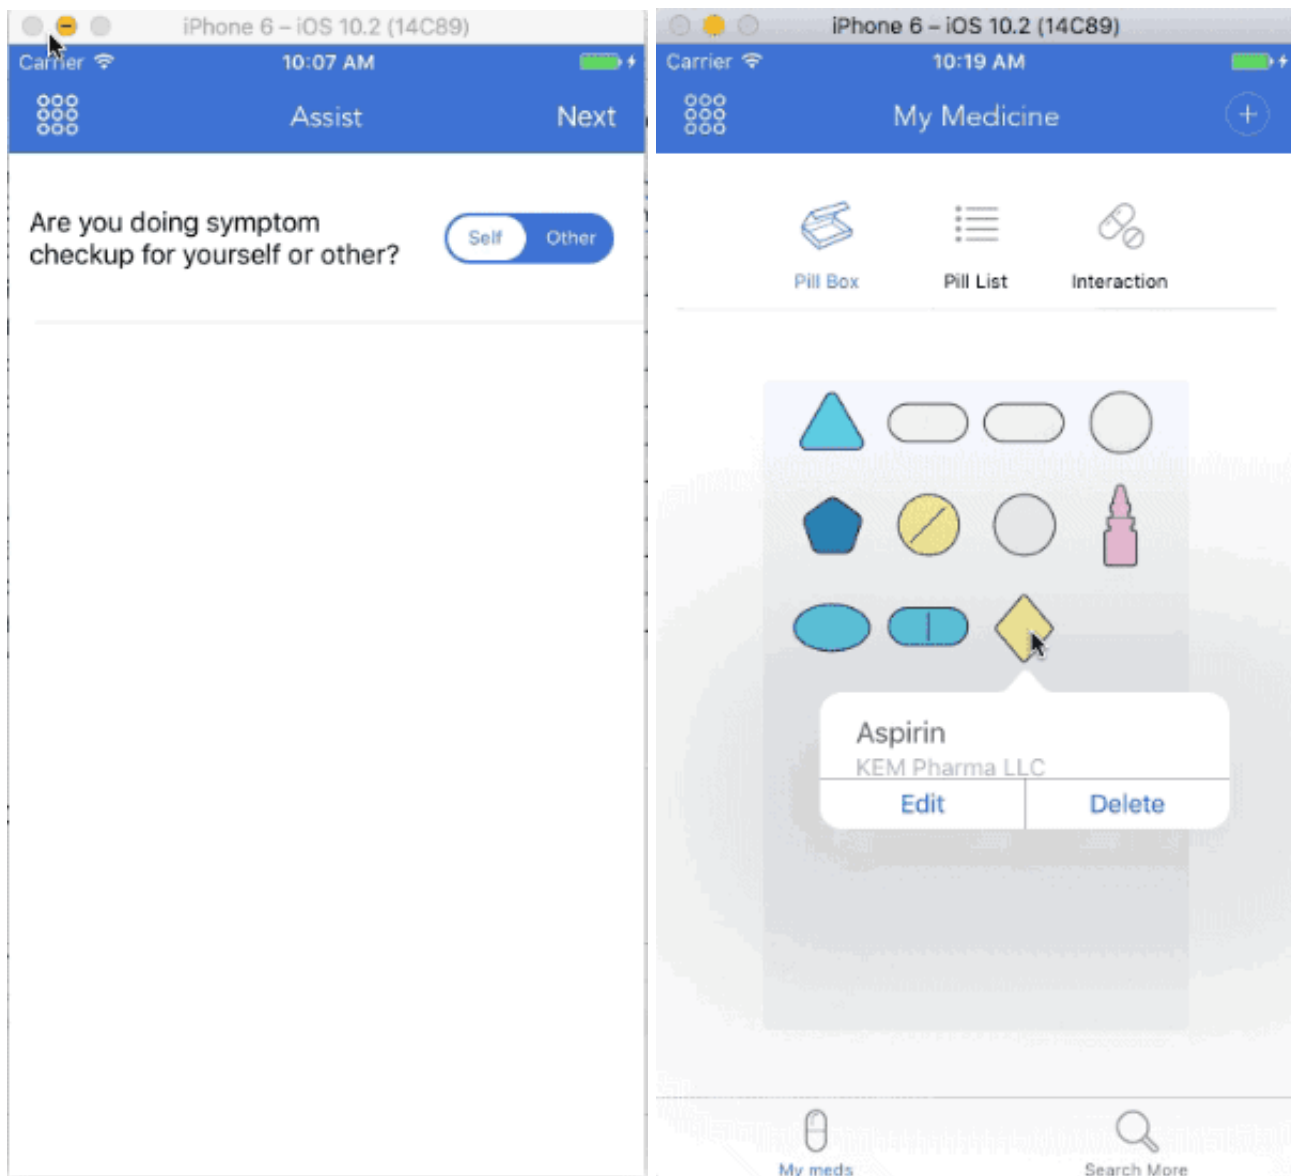 iPhone 6 – iOS 10.2 (14C89)
Carrier
10:07 AM
Assist
Next
Are you doing symptom
checkup for yourself or other?
Self
Other
iPhone 6 – iOS 10.2 (14C89)
Carrier
10:19 AM
My Medicine
Pill Box
Pill List
Interaction
Aspirin
KEM Pharma LLC
Edit
Delete
My meds
Search More